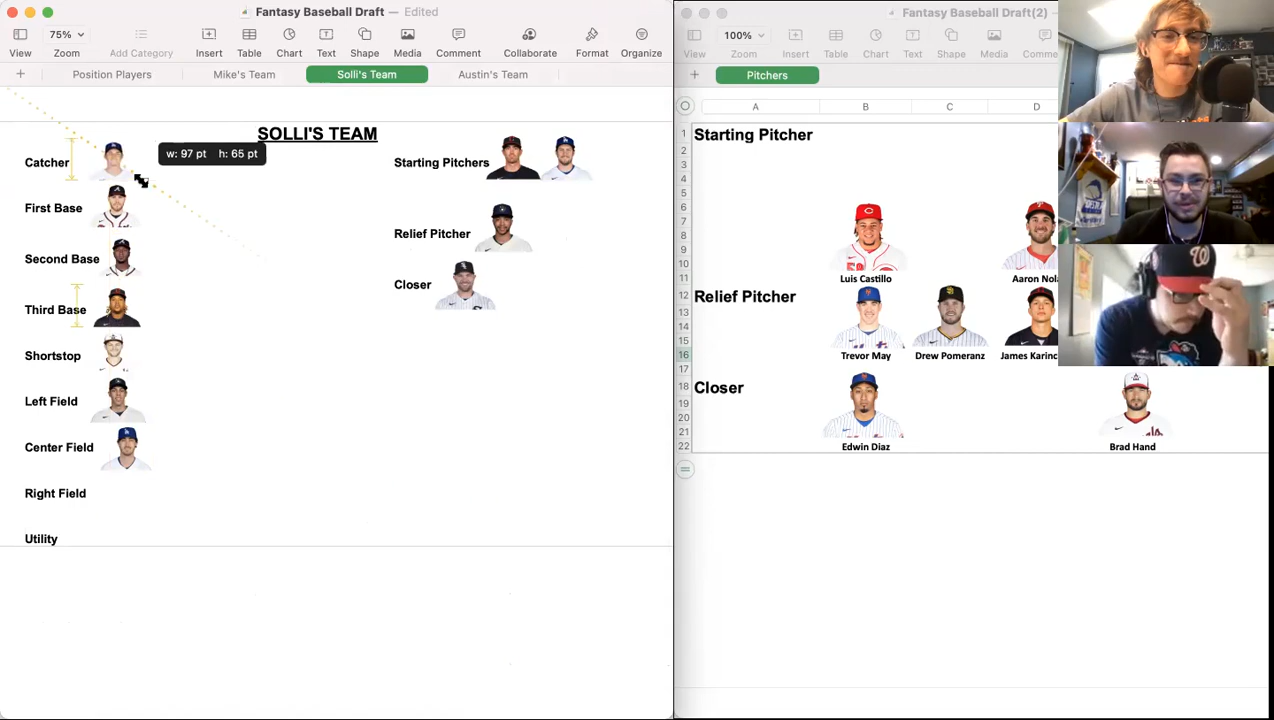 Fantasy Baseball Draft — Edited
75%
View Zoom Add Category Insert Table Chart Text Shape Media Comment Collaborate Format Organize
Position Players Mike's Team Solli's Team Austin's Team
SOLLI'S TEAM
Catcher
w: 97 pt h: 65 pt
First Base
Second Base
Third Base
Shortstop
Left Field
Center Field
Right Field
Utility
Starting Pitchers
Relief Pitcher
Closer
Fantasy Baseball Draft(2) —
100%
View Zoom Insert Table Chart Text Shape Media Comme
Pitchers
A B C D
1 Starting Pitcher
2
3
4
5
6
7
8
9
10
11 Luis Castillo Aaron Nola
12 Relief Pitcher
13
14
15
16 Trevor May Drew Pomeranz James Karinc
17
18 Closer
19
20
21
22 Edwin Diaz Brad Hand